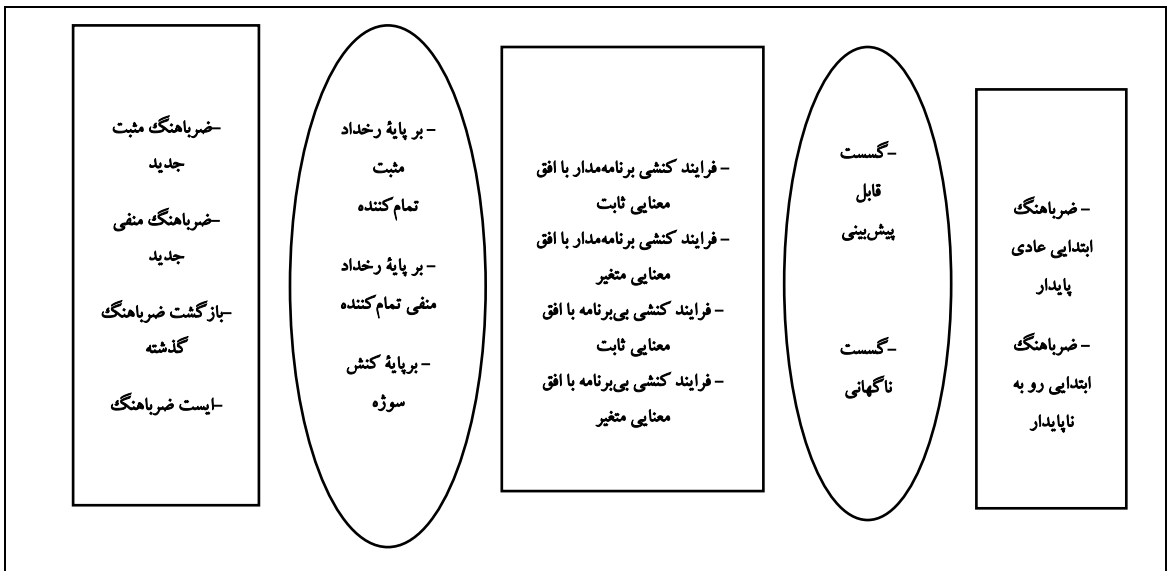 - ضرباهنگ
ابتدایی عادی
پایدار
- ضرباهنگ
ابتدایی رو به
ناپایدار
-گسست
قابل
پیش‌بینی
-گسست
ناگهانی
- فرایند کنشی برنامه‌مدار با افق
معنایی ثابت
- فرایند کنشی برنامه‌مدار با افق
معنایی متغیر
- فرایند کنشی بی‌برنامه با افق
معنایی ثابت
- فرایند کنشی بی‌برنامه با افق
معنایی متغیر
- بر پایۀ رخداد
مثبت
تمام‌کننده
- بر پایۀ رخداد
منفی تمام‌کننده
- برپایۀ کنش
سوژه
-ضرباهنگ مثبت
جدید
-ضرباهنگ منفی
جدید
-بازگشت ضرباهنگ
گذشته
-ایست ضرباهنگ